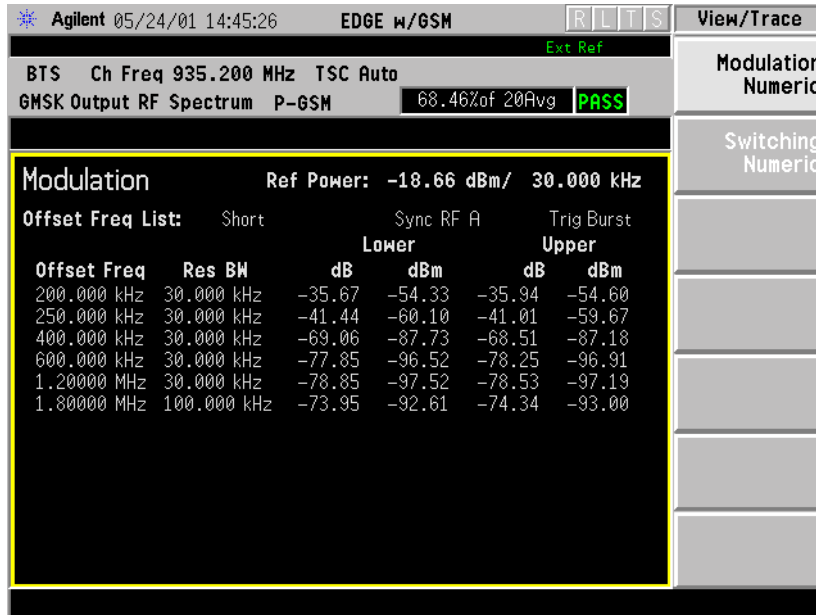 Agilent 05/24/01 14:45:26 EDGE w/GSM R L T S View/Trace
Ext Ref
BTS Ch Freq 935.200 MHz TSC Auto
GMSK Output RF Spectrum P-GSM 68.46%of 20Avg PASS
Modulation
Numeric
Switching
Numeric
Modulation Ref Power: -18.66 dBm/ 30.000 kHz
Offset Freq List: Short Sync RF A Trig Burst
Lower Upper
Offset Freq Res BW dB dBm dB dBm
200.000 kHz 30.000 kHz -35.67 -54.33 -35.94 -54.60
250.000 kHz 30.000 kHz -41.44 -60.10 -41.01 -59.67
400.000 kHz 30.000 kHz -69.06 -87.73 -68.51 -87.18
600.000 kHz 30.000 kHz -77.85 -96.52 -78.25 -96.91
1.20000 MHz 30.000 kHz -78.85 -97.52 -78.53 -97.19
1.80000 MHz 100.000 kHz -73.95 -92.61 -74.34 -93.00